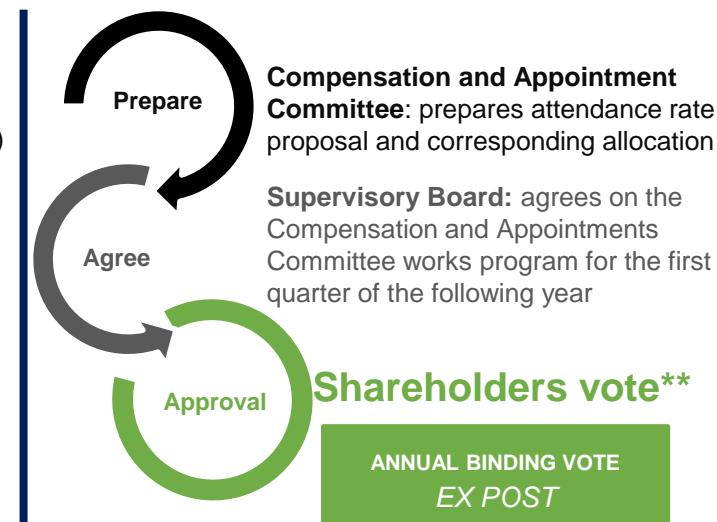 )
Prepare
Compensation and Appointment
Committee: prepares attendance rate
proposal and corresponding allocation
Agree
Supervisory Board: agrees on the
Compensation and Appointments
Committee works program for the first
quarter of the following year
Approval
Shareholders vote**
ANNUAL BINDING VOTE
EX POST